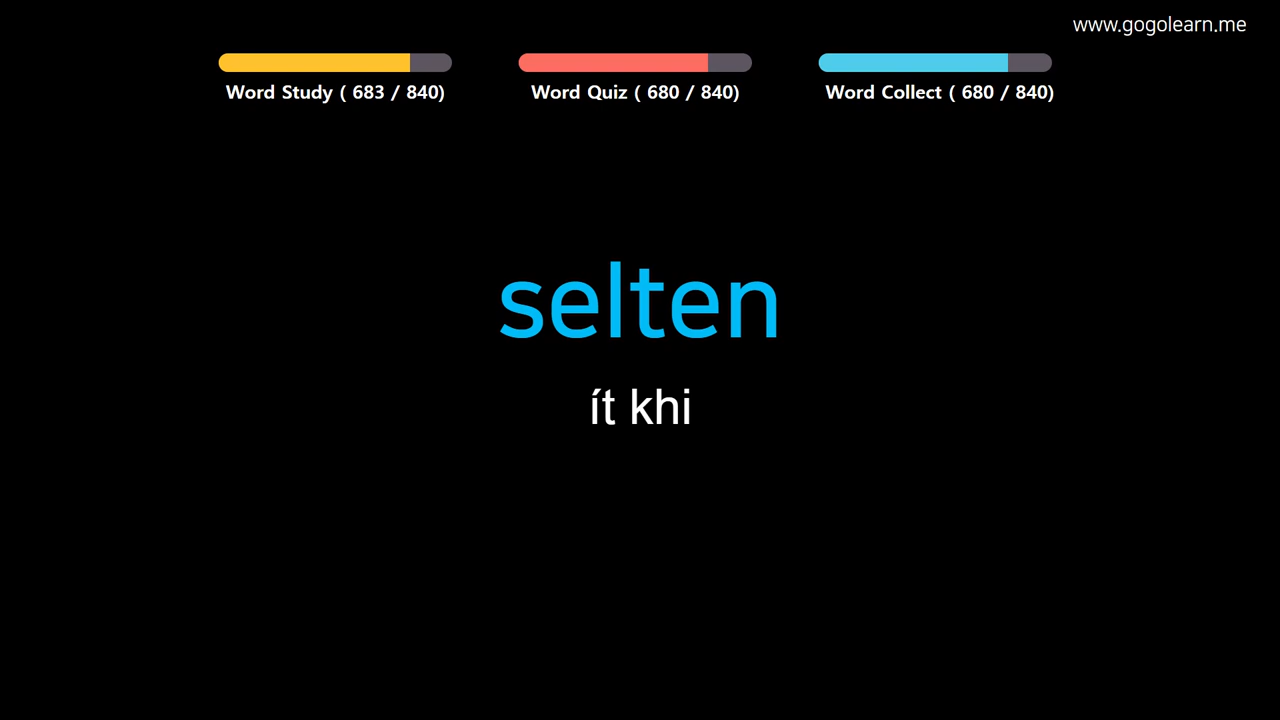 www.gogolearn.me
Word Study ( 683 / 840)
Word Quiz ( 680 / 840)
Word Collect ( 680 / 840)
selten
ít khi